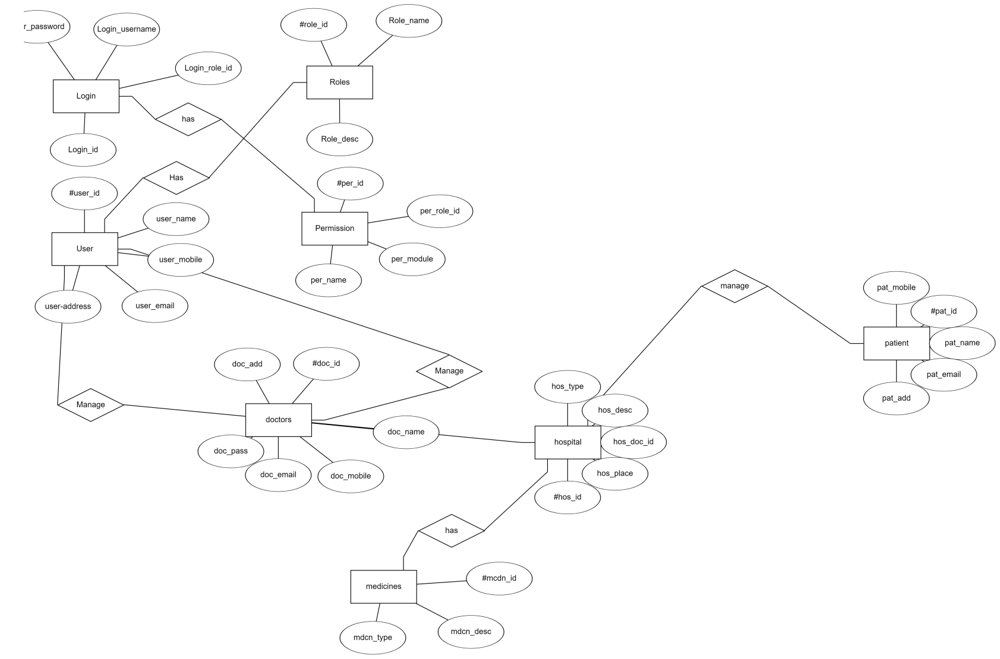 r_password
Login_username
#role_id
Role_name
Login_role_id
Roles
Login
has
Role_desc
Login_id
Has
#per_id
#user_id
per_role_id
user_name
Permission
User
user_mobile
per_module
per_name
user-address
user_email
manage
pat_mobile
#pat_id
patient
pat_name
pat_email
pat_add
doc_add
#doc_id
Manage
hos_type
Manage
hos_desc
doctors
doc_name
hospital
hos_doc_id
doc_pass
doc_email
doc_mobile
hos_place
#hos_id
has
#mcdn_id
medicines
mdcn_type
mdcn_desc